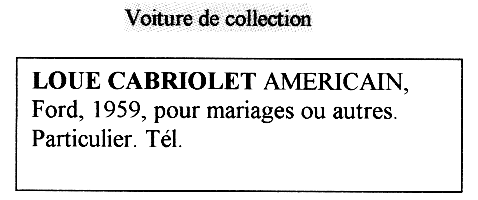 Voiture de collection
LOUE CABRIOLET AMERICAIN,
Ford, 1959, pour mariages ou autres.
Particulier. Tél.